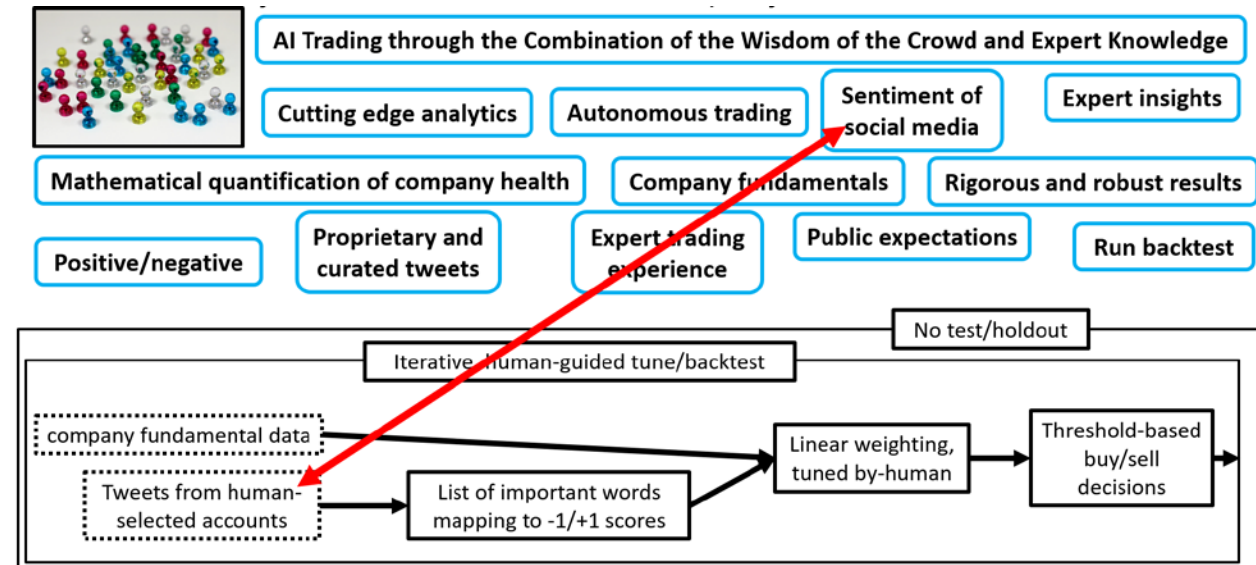 AI Trading through the Combination of the Wisdom of the Crowd and Expert Knowledge
Cutting edge analytics
Autonomous trading
Sentiment of
social media
Expert insights
Mathematical quantification of company health
Company fundamentals
Rigorous and robust results
Positive/negative
Proprietary and
curated tweets
Expert trading
experience
Public expectations
Run backtest
No test/holdout
Iterative, human-guided tune/backtest
company fundamental data
Tweets from human-
selected accounts
List of important words
mapping to -1/+1 scores
Linear weighting,
tuned by-human
Threshold-based
buy/sell
decisions